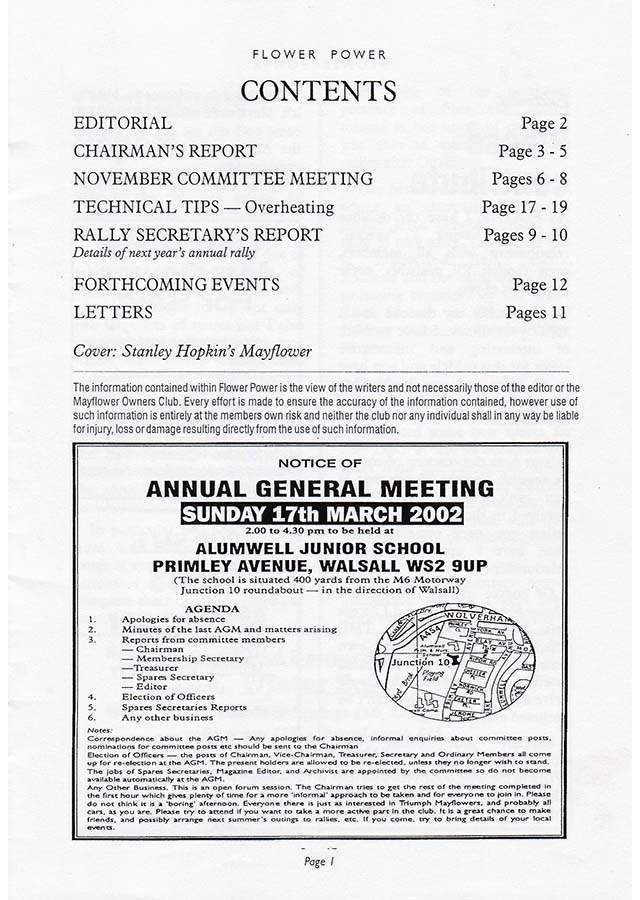 FLOWER POWER
CONTENTS
EDITORIAL Page 2
CHAIRMAN'S REPORT Page 3 - 5
NOVEMBER COMMITTEE MEETING Pages 6 - 8
TECHNICAL TIPS — Overheating Page 17 - 19
RALLY SECRETARY'S REPORT Pages 9 - 10
Details of next year's annual rally
FORTHCOMING EVENTS Page 12
LETTERS Pages 11
Cover: Stanley Hopkin's Mayflower
The information contained within Flower Power is the view of the writers and not necessarily those of the editor or the
Mayflower Owners Club. Every effort is made to ensure the accuracy of the information contained, however use of
such information is entirely at the members own risk and neither the club nor any individual shall in any way be liable
for injury, loss or damage resulting directly from the use of such information.
NOTICE OF
ANNUAL GENERAL MEETING
SUNDAY 17th MARCH 2002
2.00 to 4.30 pm to be held at
ALUMWELL JUNIOR SCHOOL
PRIMLEY AVENUE, WALSALL WS2 9UP
(The school is situated 400 yards from the M6 Motorway
Junction 10 roundabout — in the direction of Walsall)
AGENDA
1. Apologies for absence
2. Minutes of the last AGM and matters arising
3. Reports from committee members
— Chairman
— Membership Secretary
—Treasurer
— Spares Secretary
— Editor
4. Election of Officers
5. Spares Secretaries Reports
6. Any other business
WOLVERHA
A454
Junction 10
Playing
Field
Notes:
Correspondence about the AGM — Any apologies for absence, informal enquiries about committee posts,
nominations for committee posts etc should be sent to the Chairman
Election of Officers — the posts of Chairman, Vice-Chairman, Treasurer, Secretary and Ordinary Members all come
up for re-election at the AGM. The present holders are allowed to be re-elected, unless they no longer wish to stand.
The jobs of Spares Secretaries, Magazine Editor, and Archivist are appointed by the committee so do not become
available automatically at the AGM.
Any Other Business. This is an open forum session. The Chairman tries to get the rest of the meeting completed in
the first hour which gives plenty of time for a more 'informal' approach to be taken and for everyone to join in. Please
do not think it is a 'boring' afternoon. Everyone there is just as interested in Triumph Mayflowers, and probably all
cars, as you are. Please try to attend if you want to take a more active part in the club. It is a great chance to make
friends, and possibly arrange next summer's outings to rallies, etc. If you come, try to bring details of your local
events.
Page 1